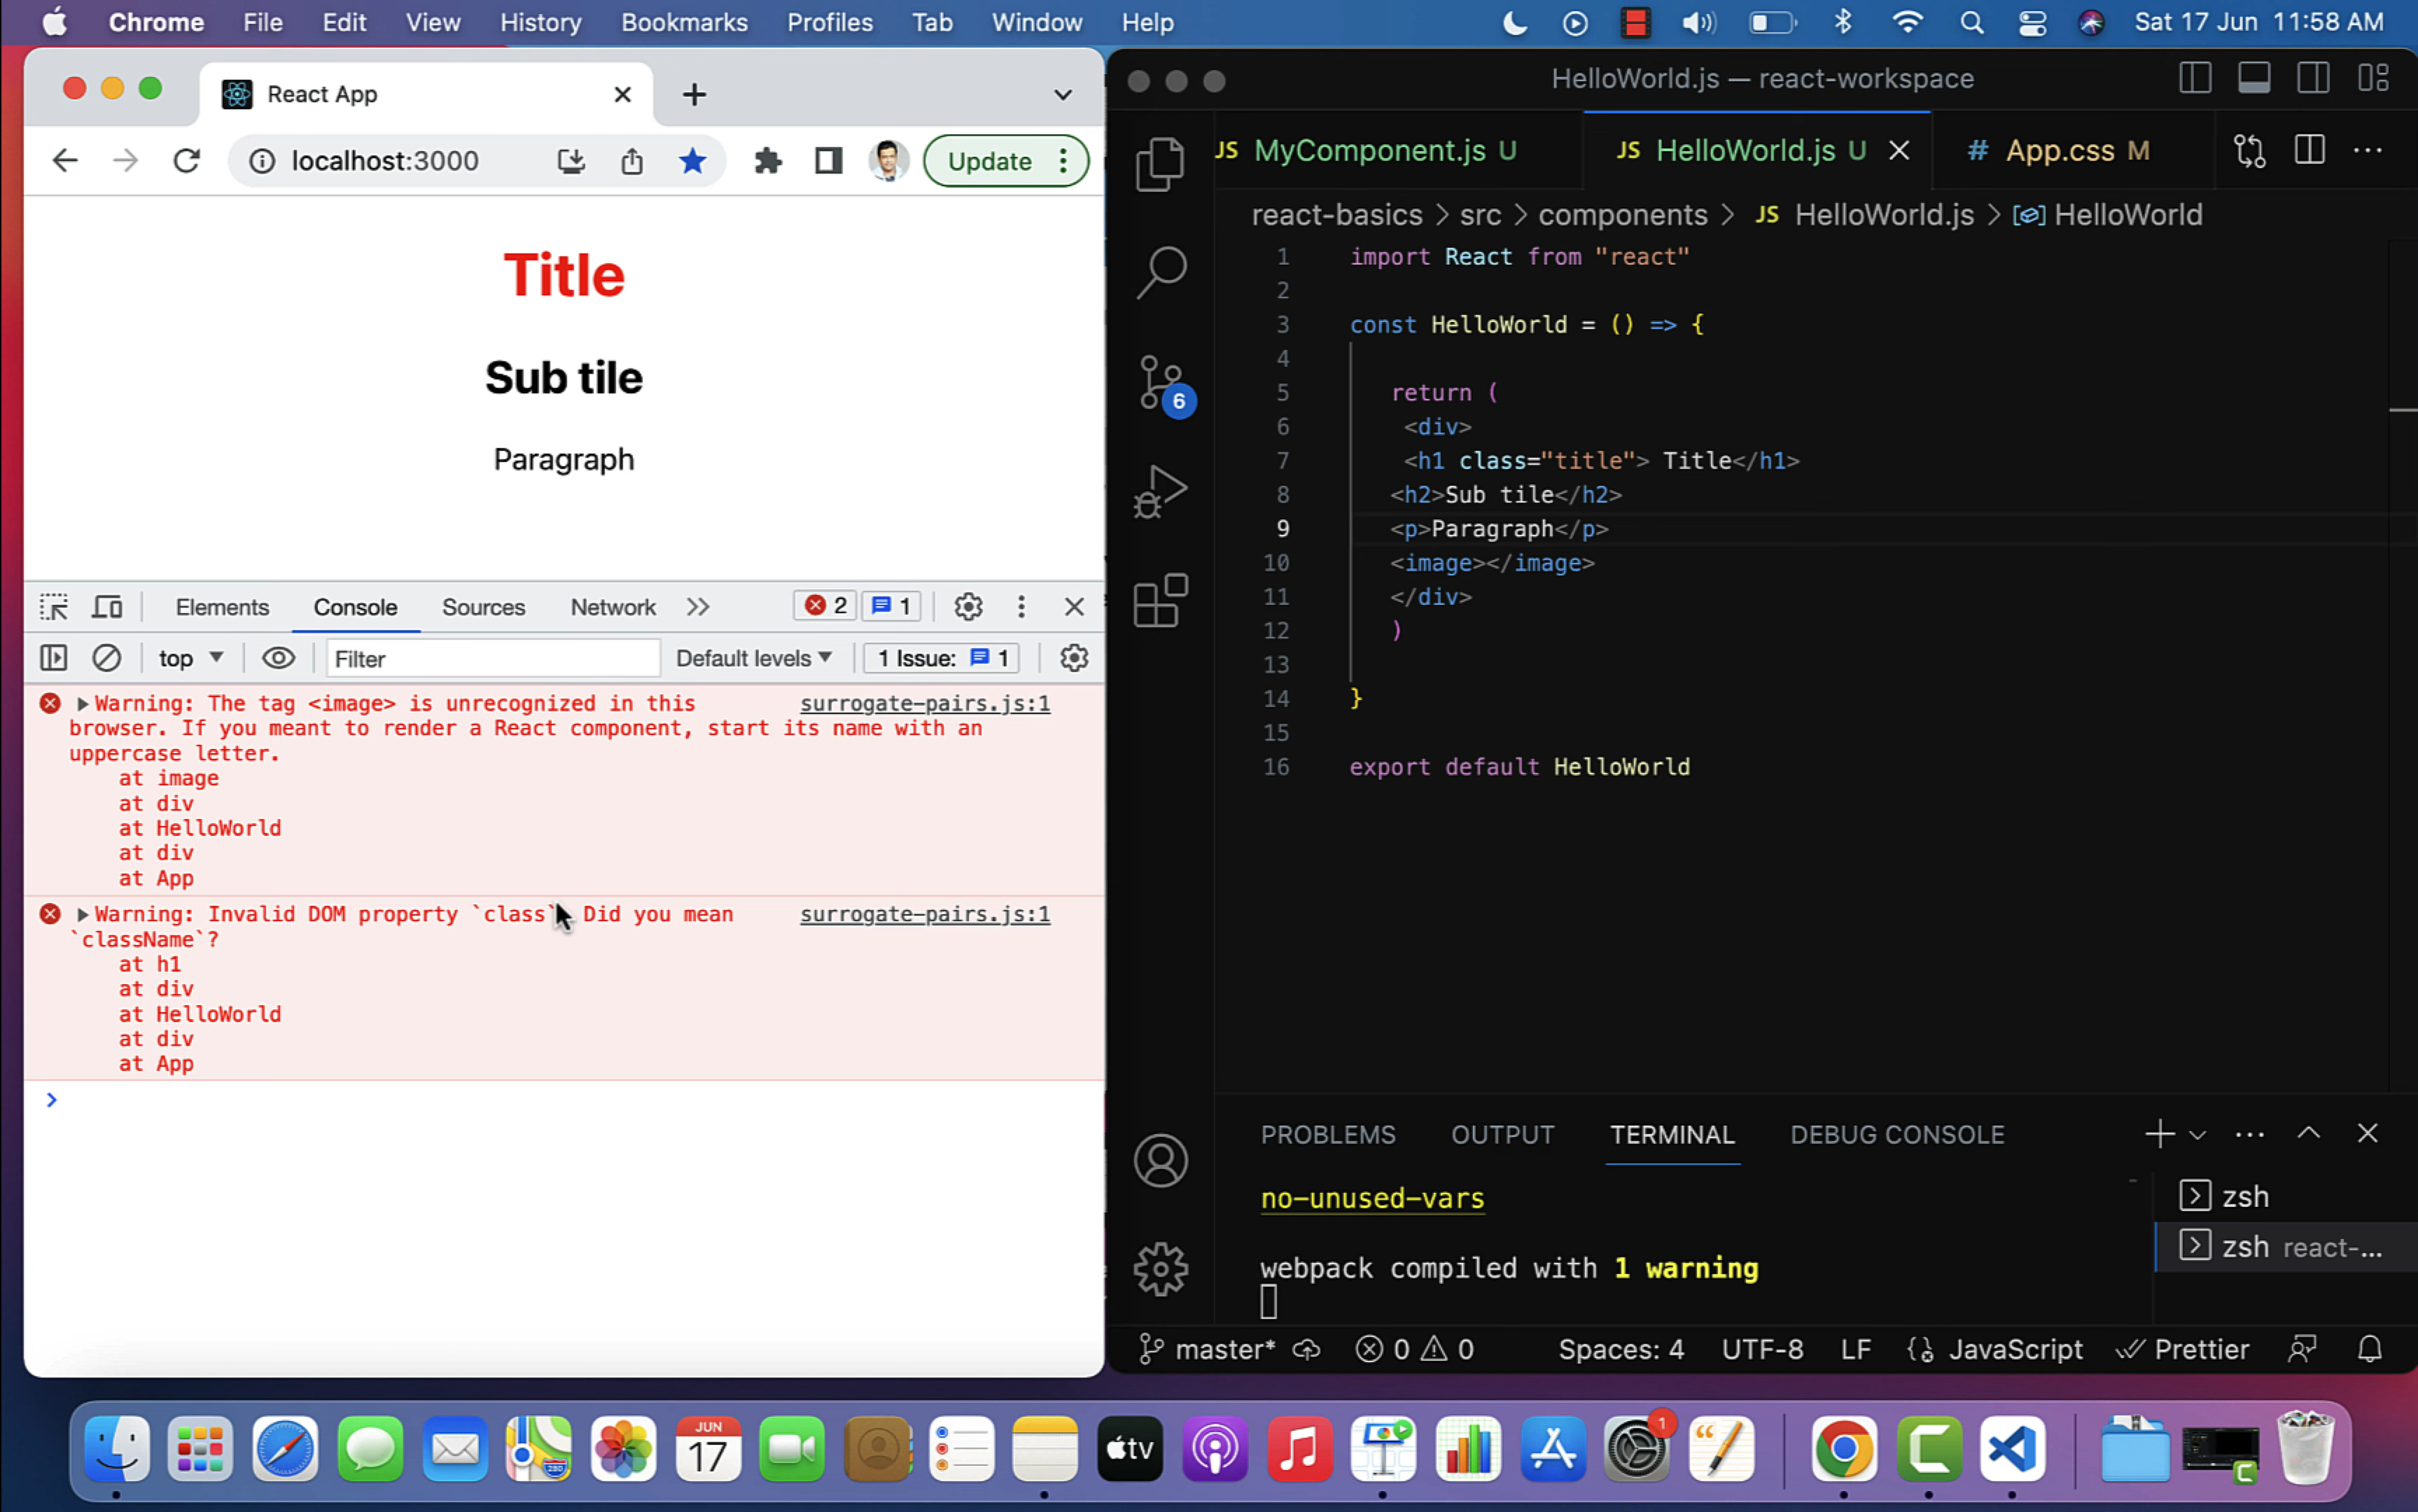 Chrome File Edit View History Bookmarks Profiles Tab Window Help Sat 17 Jun 11:58 AM
React App
localhost:3000 Update
Title
Sub tile
Paragraph
Elements Console Sources Network 2 1
top Filter Default levels 1 Issue: 1
Warning: The tag <image> is unrecognized in this surrogate-pairs.js:1
browser. If you meant to render a React component, start its name with an
uppercase letter.
at image
at div
at HelloWorld
at div
at App
Warning: Invalid DOM property `class` Did you mean surrogate-pairs.js:1
`className`?
at h1
at div
at HelloWorld
at div
at App
>
HelloWorld.js — react-workspace
JS MyComponent.js U JS HelloWorld.js U # App.css M
react-basics > src > components > JS HelloWorld.js > HelloWorld
6
1 import React from "react"
2
3 const HelloWorld = () => {
4
5 return (
6 <div>
7 <h1 class="title"> Title</h1>
8 <h2>Sub tile</h2>
9 <p>Paragraph</p>
10 <image></image>
11 </div>
12 )
13
14 }
15
16 export default HelloWorld
PROBLEMS OUTPUT TERMINAL DEBUG CONSOLE
no-unused-vars
webpack compiled with 1 warning
zsh
zsh react-...
master* 0 0 Spaces: 4 UTF-8 LF JavaScript Prettier
JUN
17
280
tv
1